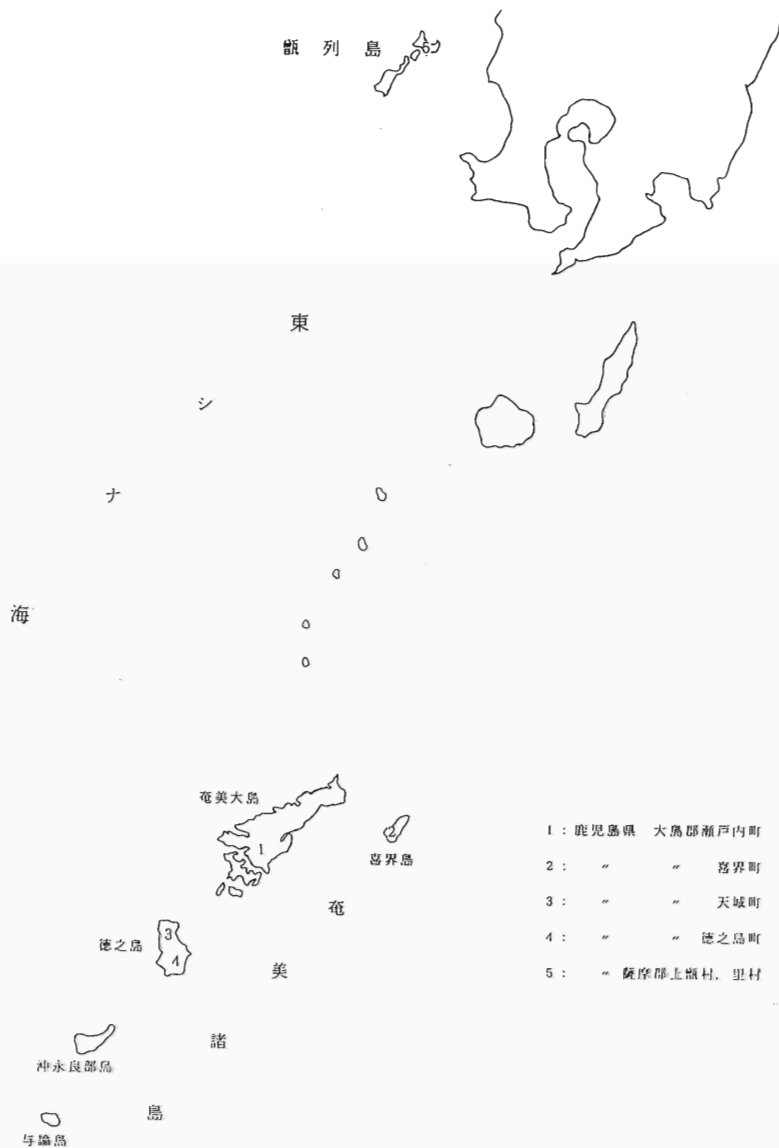 甑列島
5
東シナ海
奄美大島
1
2
喜界島
奄美諸島
徳之島
3
4
沖永良部島
与論島
1：鹿児島県 大島郡瀬戸内町
2：〃 〃 喜界町
3：〃 〃 天城町
4：〃 〃 徳之島町
5：〃 薩摩郡上甑村，里村